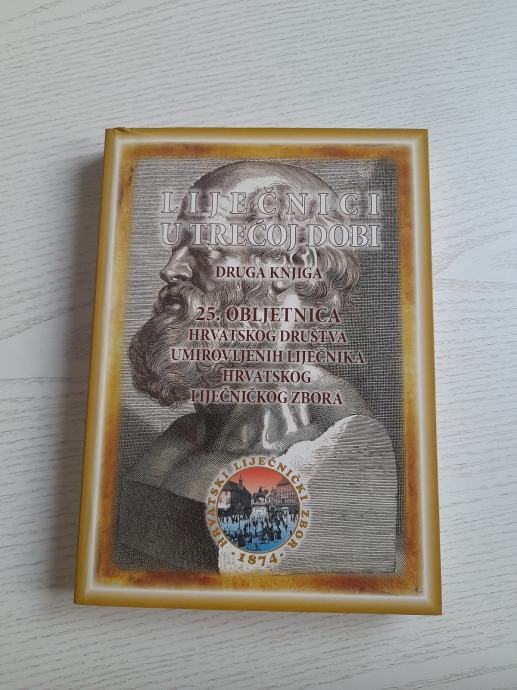 LIJEČNICI
U TREĆOJ DOBI
DRUGA KNJIGA
25. OBLJETNICA
HRVATSKOG DRUŠTVA
UMIROVLJENIH LIJEČNIKA
HRVATSKOG
LIJEČNIČKOG ZBORA
HRVATSKI LIJEČNIČKI ZBOR
·1874·